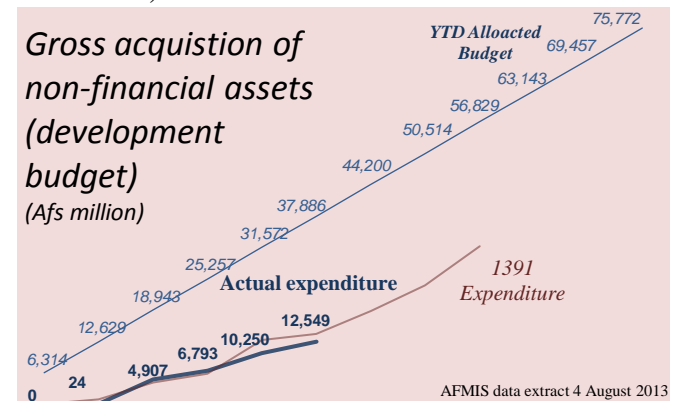 Gross acquistion of
non-financial assets
(development
budget)
(Afs million)
YTD Alloacted
Budget
75,772
69,457
63,143
56,829
50,514
44,200
37,886
31,572
25,257
18,943
12,629
6,314
Actual expenditure
1391
Expenditure
12,549
10,250
6,793
4,907
24
0
AFMIS data extract 4 August 2013